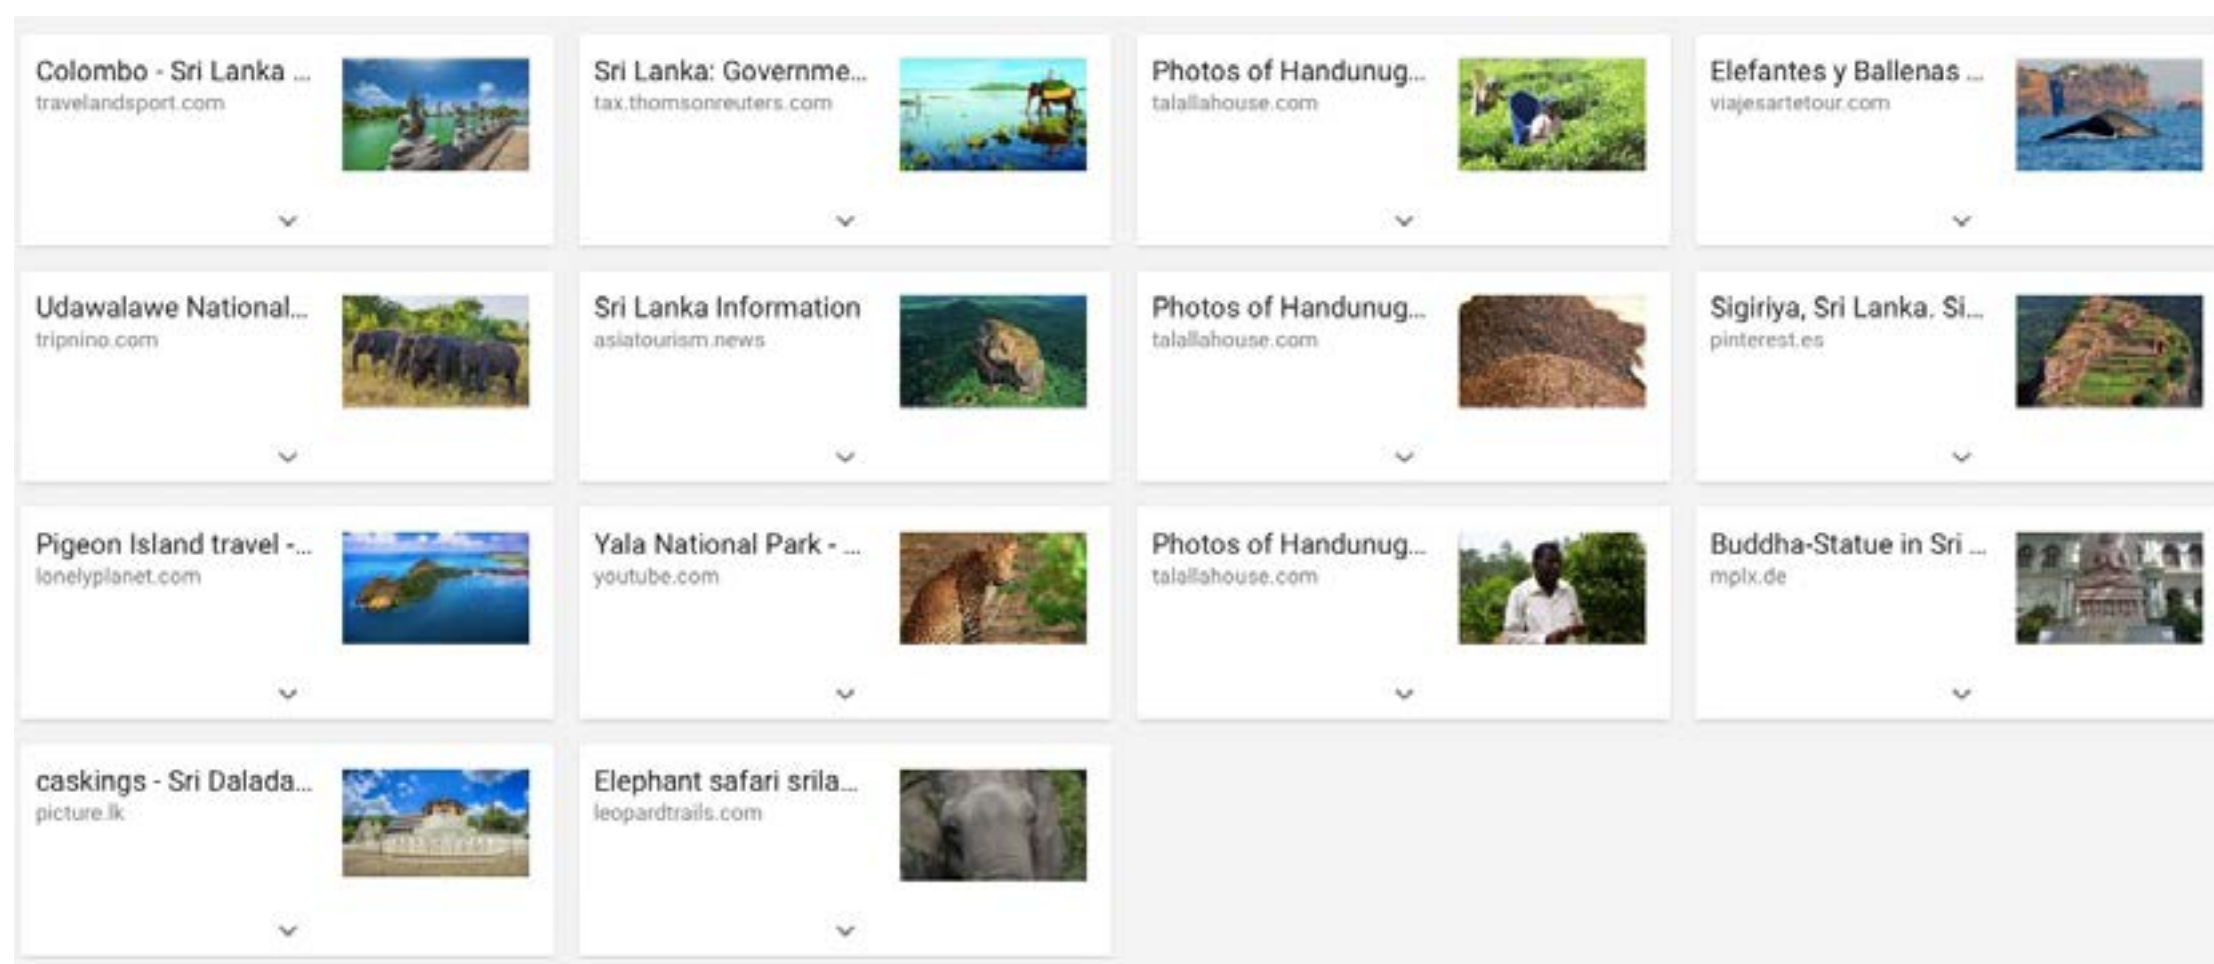 Colombo - Sri Lanka ...
travelandsport.com
Sri Lanka: Governme...
tax.thomsonreuters.com
Photos of Handunug...
talallahouse.com
Elefantes y Ballenas ...
viajesartetour.com
Udawalawe National...
tripnino.com
Sri Lanka Information
asiatourism.news
Photos of Handunug...
talallahouse.com
Sigiriya, Sri Lanka. Si...
pinterest.es
Pigeon Island travel -...
lonelyplanet.com
Yala National Park - ...
youtube.com
Photos of Handunug...
talallahouse.com
Buddha-Statue in Sri ...
mplx.de
caskings - Sri Dalada...
picture.lk
Elephant safari srila...
leopardtrails.com